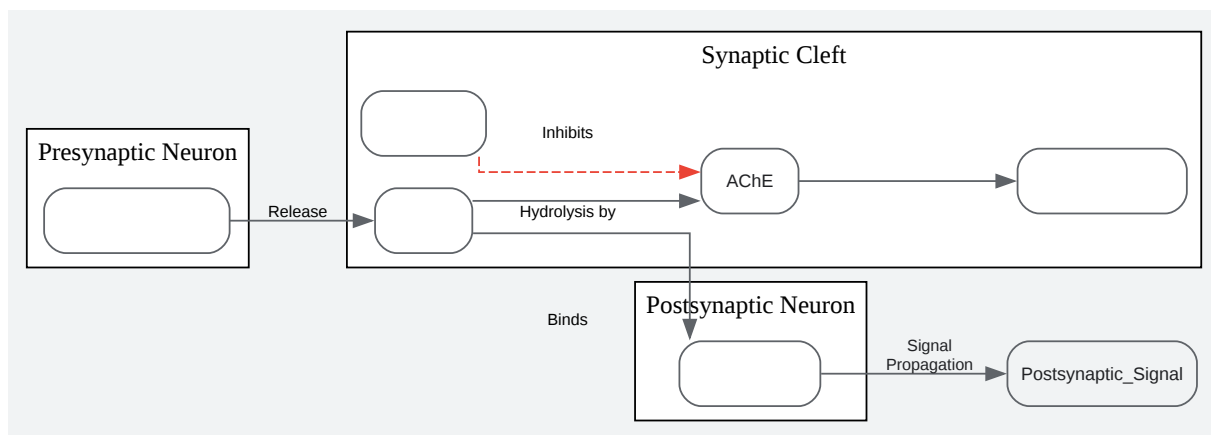 Synaptic Cleft
Inhibits
Presynaptic Neuron
AChE
Release
Hydrolysis by
Postsynaptic Neuron
Binds
Signal
Propagation
Postsynaptic_Signal